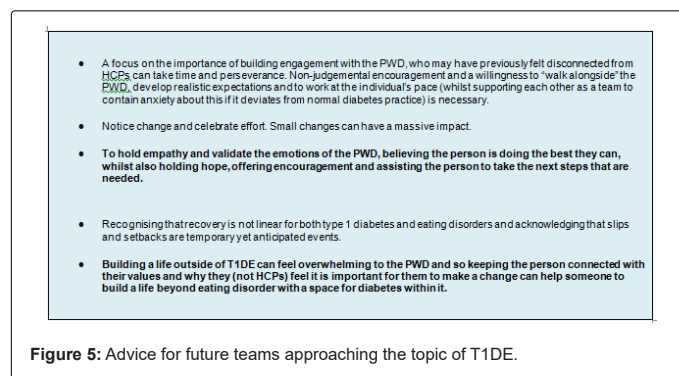 • A focus on the importance of building engagement with the PWD, who may have previously felt disconnected from
HCPs can take time and perseverance. Non-judgemental encouragement and a willingness to “walk alongside” the
PWD, develop realistic expectations and to work at the individual's pace (whilst supporting each other as a team to
contain anxiety about this if it deviates from normal diabetes practice) is necessary.
• Notice change and celebrate effort. Small changes can have a massive impact.
• To hold empathy and validate the emotions of the PWD, believing the person is doing the best they can,
whilst also holding hope, offering encouragement and assisting the person to take the next steps that are
needed.
• Recognising that recovery is not linear for both type 1 diabetes and eating disorders and acknowledging that slips
and setbacks are temporary yet anticipated events.
• Building a life outside of T1DE can feel overwhelming to the PWD and so keeping the person connected with
their values and why they (not HCPs) feel it is important for them to make a change can help someone to
build a life beyond eating disorder with a space for diabetes within it.
Figure 5: Advice for future teams approaching the topic of T1DE.